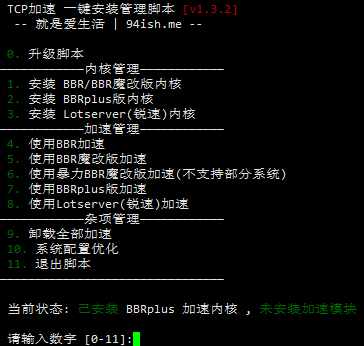 TCP加速 一键安装管理脚本 [v1.3.2]
-- 就是爱生活 | 94ish.me --
0. 升级脚本
内核管理
1. 安装 BBR/BBR魔改版内核
2. 安装 BBRplus版内核
3. 安装 Lotserver(锐速)内核
加速管理
4. 使用BBR加速
5. 使用BBR魔改版加速
6. 使用暴力BBR魔改版加速(不支持部分系统)
7. 使用BBRplus版加速
8. 使用Lotserver(锐速)加速
杂项管理
9. 卸载全部加速
10. 系统配置优化
11. 退出脚本
当前状态: 已安装 BBRplus 加速内核 , 未安装加速模块
请输入数字 [0-11]: